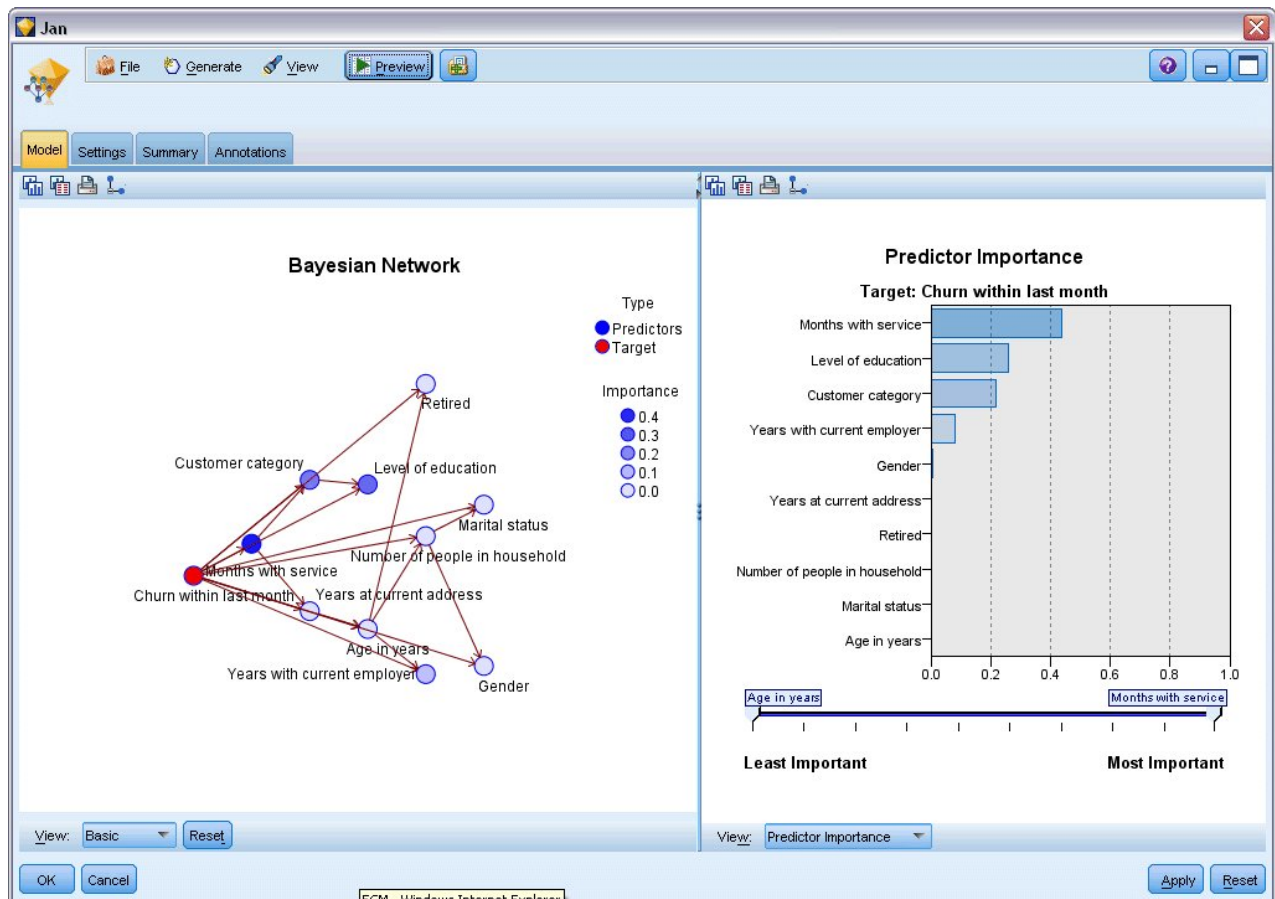 Jan
File Generate View Preview
Model Settings Summary Annotations
Bayesian Network
Type
Predictors
Target
Importance
0.4
0.3
0.2
0.1
0.0
Retired
Customer category
Level of education
Marital status
Number of people in household
Months with service
Churn within last month
Years at current address
Age in years
Years with current employer
Gender
View: Basic Reset
Predictor Importance
Target: Churn within last month
Months with service
Level of education
Customer category
Years with current employer
Gender
Years at current address
Retired
Number of people in household
Marital status
Age in years
0.0 0.2 0.4 0.6 0.8 1.0
Age in years Months with service
Least Important Most Important
View: Predictor Importance
OK Cancel Apply Reset
ECM - Windows Internet Explorer